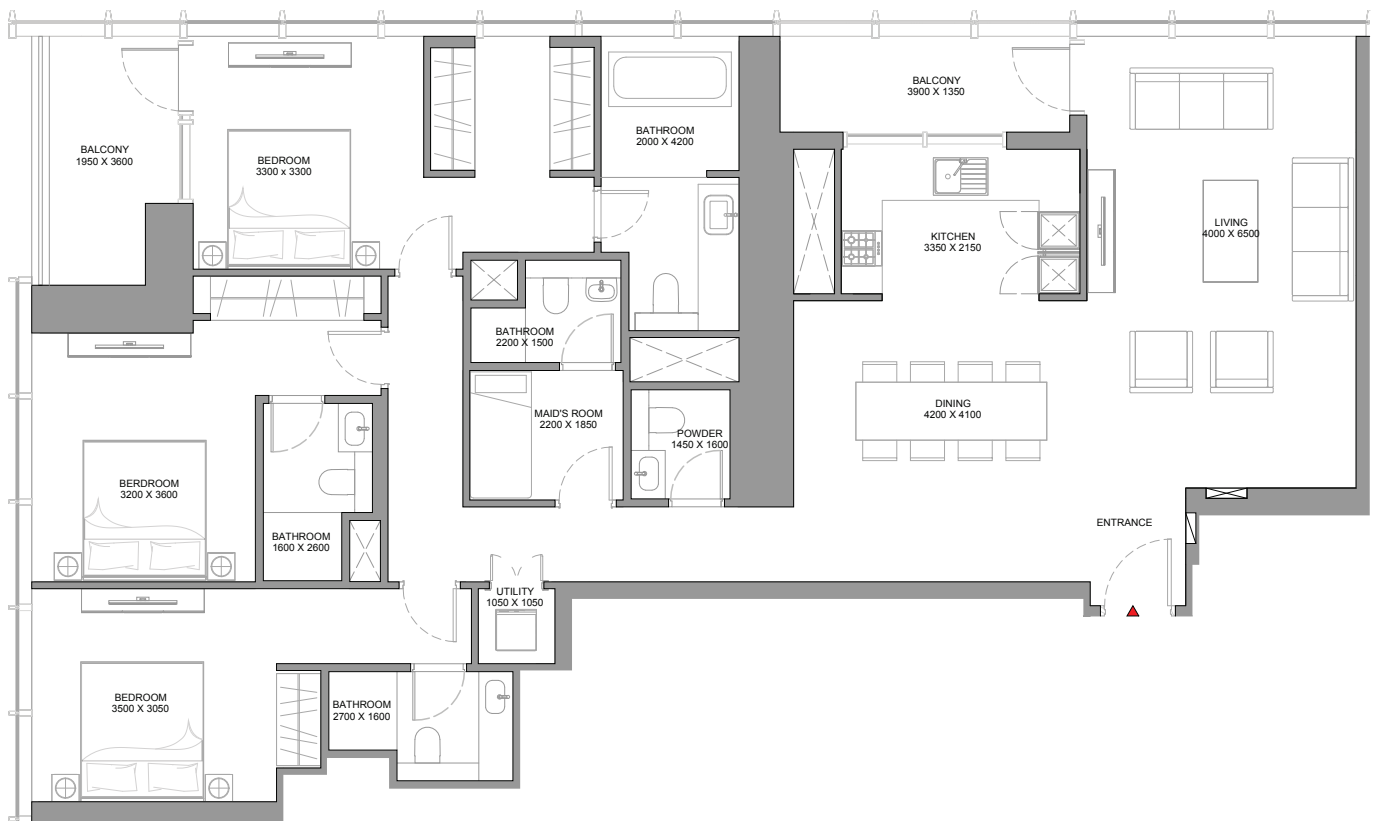 BALCONY
3900 X 1350
BATHROOM
2000 X 4200
BALCONY
1950 X 3600
BEDROOM
3300 x 3300
LIVING
4000 X 6500
KITCHEN
3350 X 2150
BATHROOM
2200 X 1500
MAID'S ROOM
2200 X 1850
DINING
4200 X 4100
POWDER
1450 X 1600
BERDROOM
3200 X 3600
ENTRANCE
BATHROOM
1600 X 2600
UTILITY
1050 X 1050
BEDROOM
3500 X 3050
BATHROOM
2700 X 1600